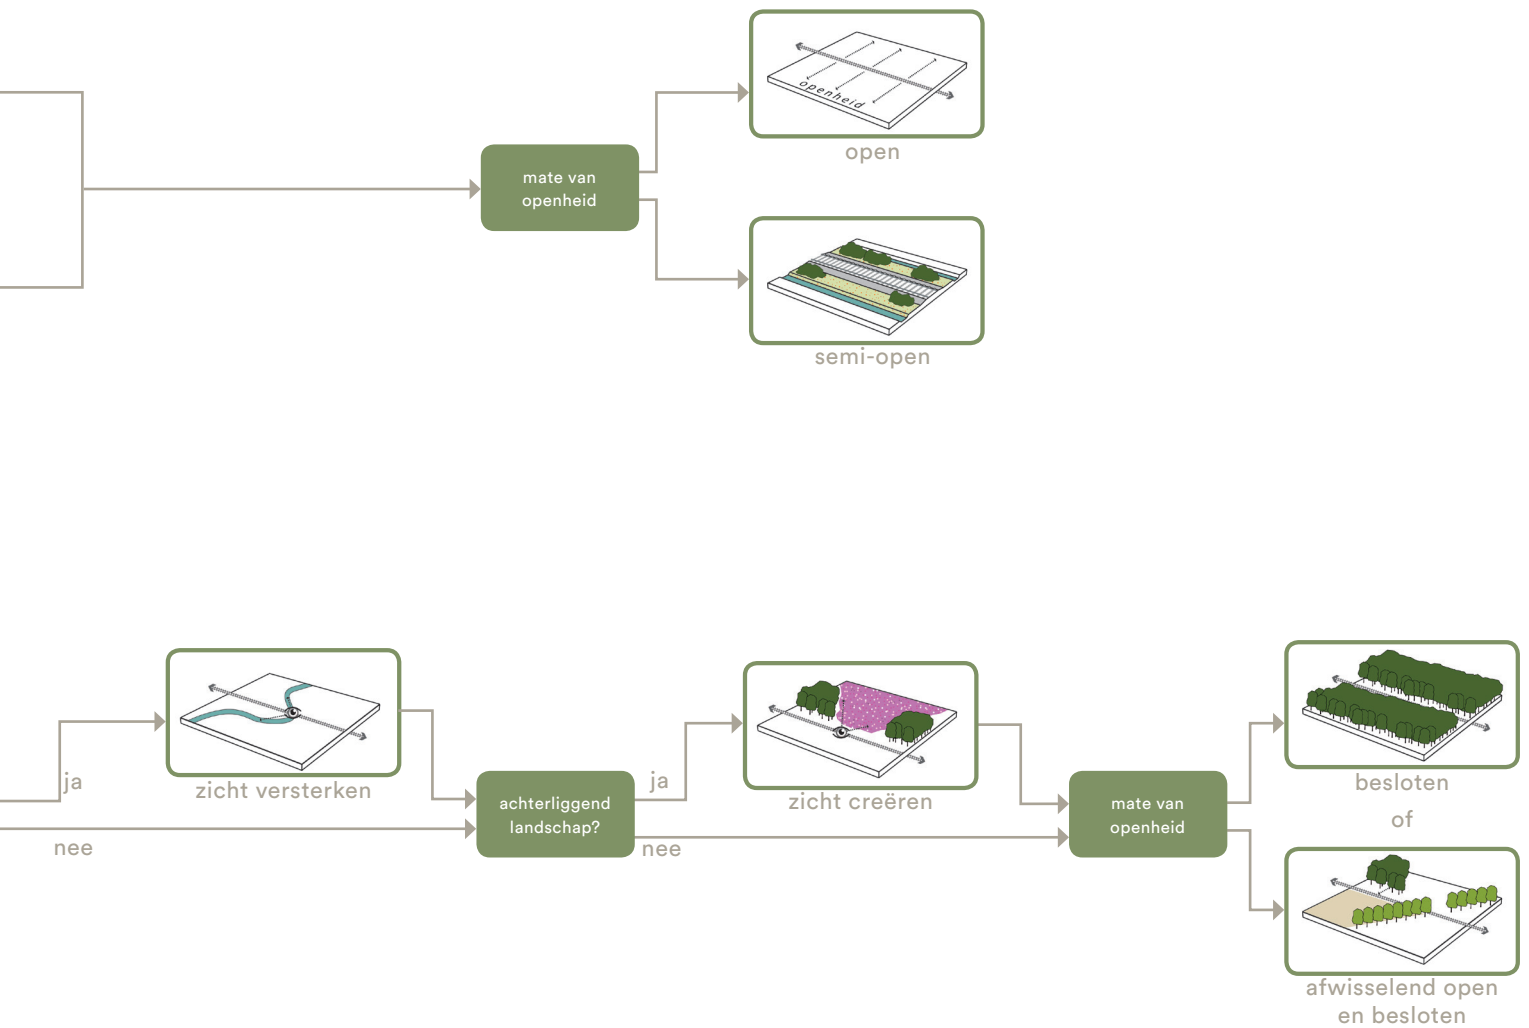 openheid
open
mate van
openheid
semi-open
ja
nee
zicht versterken
achterliggend
landschap?
ja
nee
zicht creëren
mate van
openheid
besloten
of
afwisselend open
en besloten